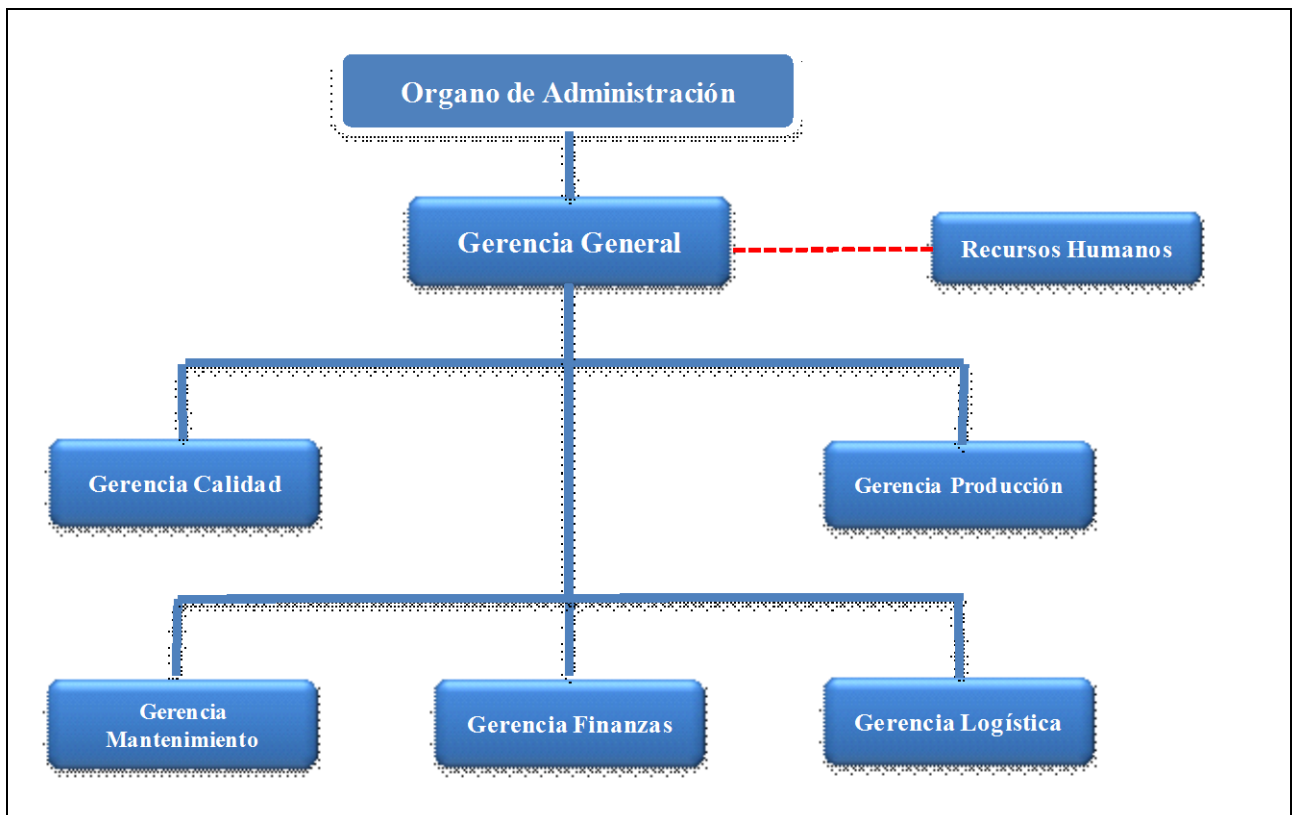 Organo de Administración
Gerencia General
Recursos Humanos
Gerencia Calidad
Gerencia Producción
Gerencia
Mantenimiento
Gerencia Finanzas
Gerencia Logística